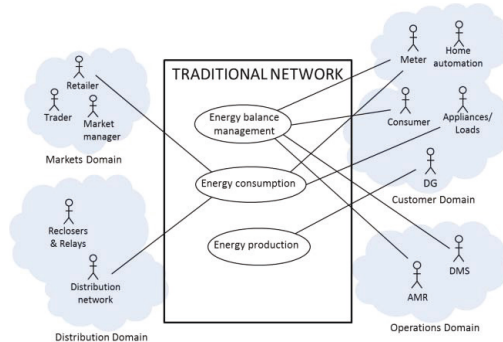 TRADITIONAL NETWORK
Retailer
Trader
Market
manager
Markets Domain
Reclosers
& Relays
Distribution
network
Distribution Domain
Energy balance
management
Energy consumption
Energy production
Meter
Home
automation
Consumer
Appliances/
Loads
DG
Customer Domain
DMS
AMR
Operations Domain